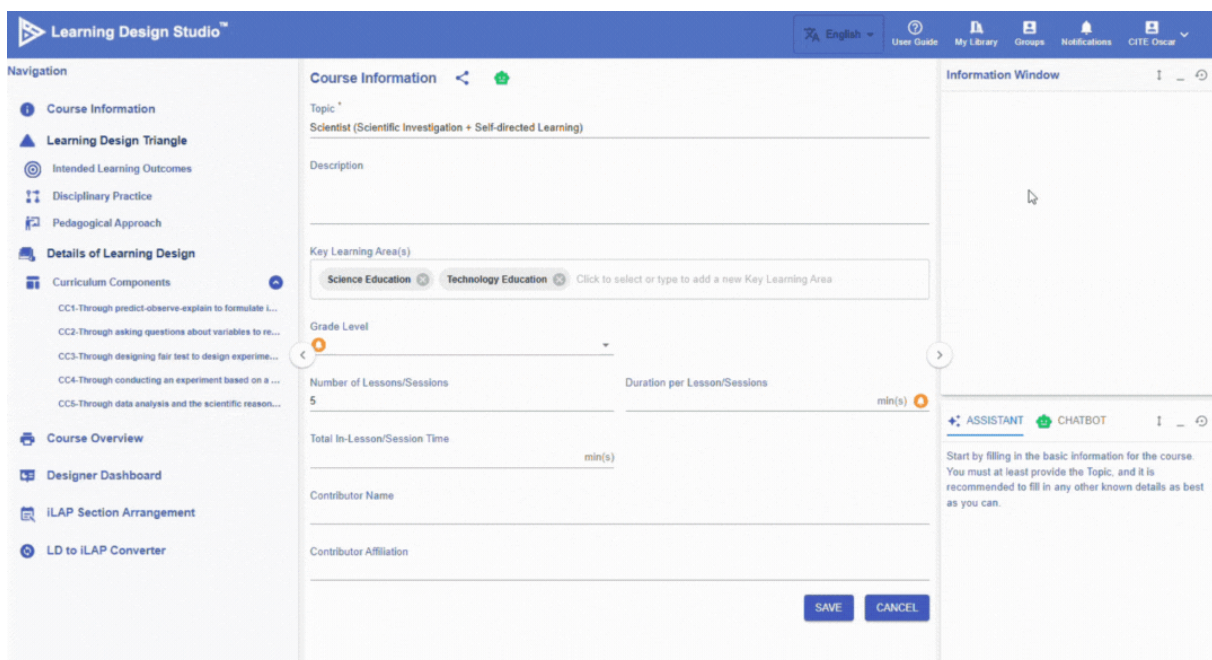 Learning Design Studio™
English
User Guide
My Library
Groups
Notifications
CITE Oscar
Navigation
Course Information
Learning Design Triangle
Intended Learning Outcomes
Disciplinary Practice
Pedagogical Approach
Details of Learning Design
Curriculum Components
CC1-Through predict-observe-explain to formulate i...
CC2-Through asking questions about variables to re...
CC3-Through designing fair test to design experime...
CC4-Through conducting an experiment based on a ...
CC5-Through data analysis and the scientific reason...
Course Overview
Designer Dashboard
iLAP Section Arrangement
LD to iLAP Converter
Course Information
Topic *
Scientist (Scientific Investigation + Self-directed Learning)
Description
Key Learning Area(s)
Science Education
Technology Education
Click to select or type to add a new Key Learning Area
Grade Level
Number of Lessons/Sessions
5
Duration per Lesson/Sessions
min(s)
Total In-Lesson/Session Time
min(s)
Contributor Name
Contributor Affiliation
SAVE
CANCEL
Information Window
ASSISTANT
CHATBOT
Start by filling in the basic information for the course.
You must at least provide the Topic, and it is
recommended to fill in any other known details as best
as you can.